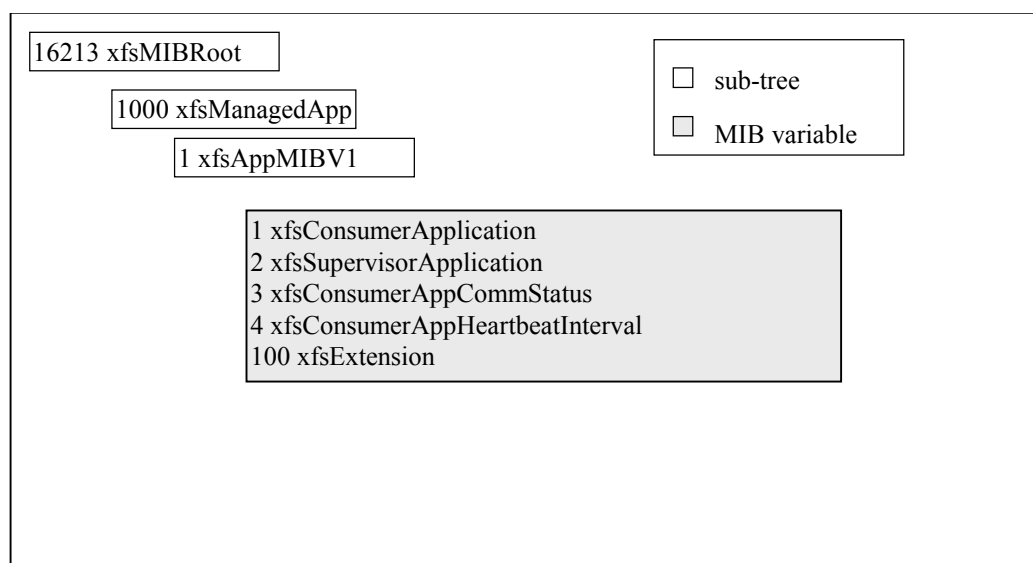 16213 xfsMIBRoot
1000 xfsManagedApp
1 xfsAppMIBV1
sub-tree
MIB variable
1 xfsConsumerApplication
2 xfsSupervisorApplication
3 xfsConsumerAppCommStatus
4 xfsConsumerAppHeartbeatInterval
100 xfsExtension